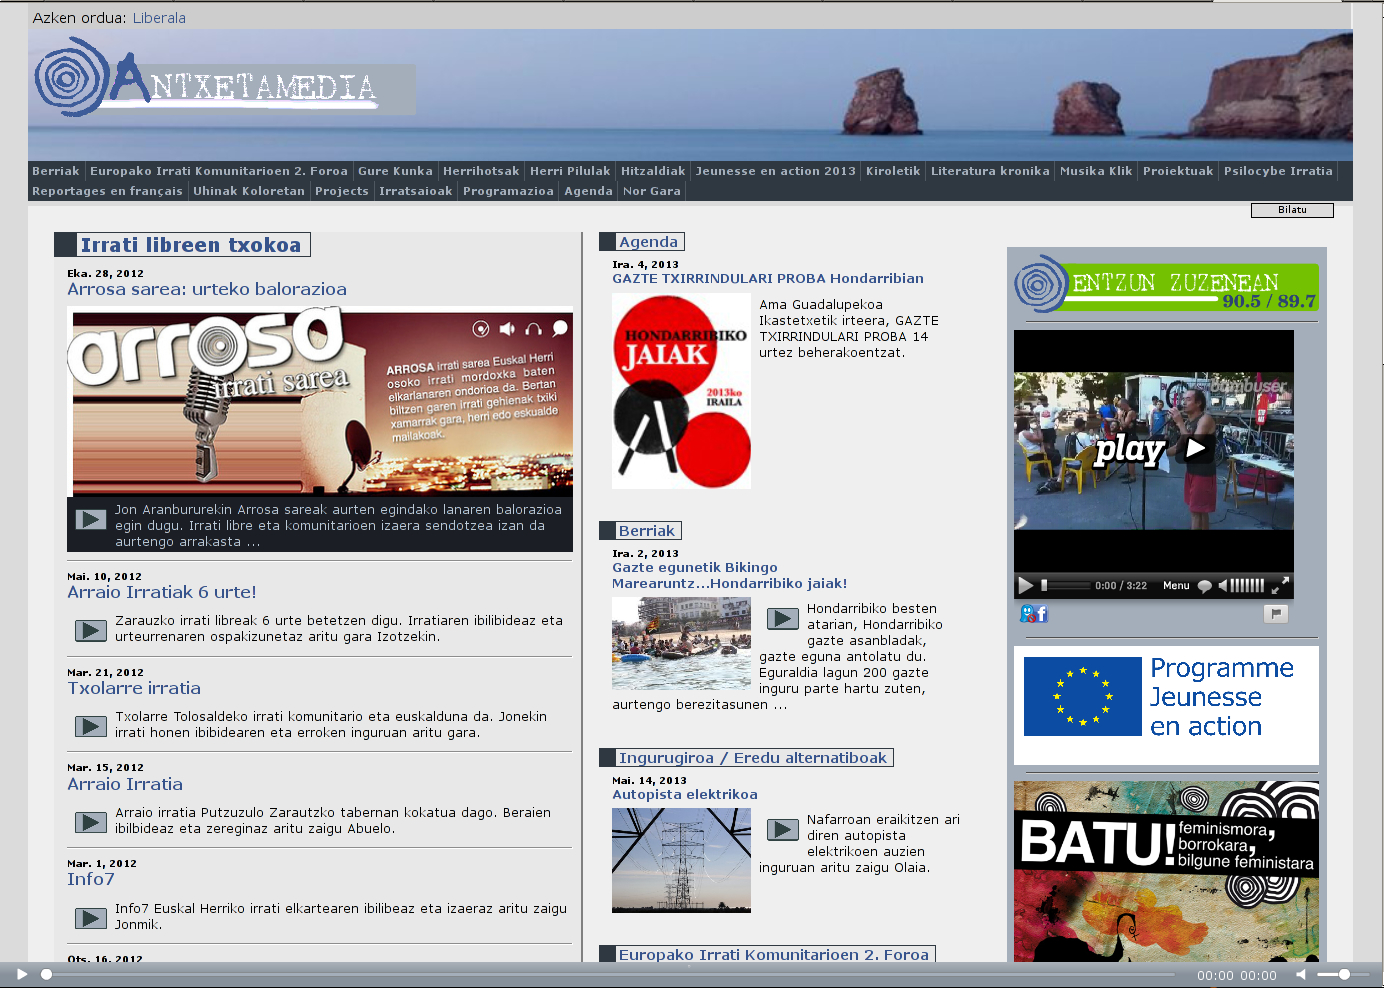 Azken ordua: Liberala
ANTXETAMEDIA
Berriak Europako Irrati Komunitarioen 2. Foroa Gure Kunka Herrihotsak Herri Pilulak Hitzaldiak Jeunesse en action 2013 Kiroletik Literatura kronika Musika Klik Proiektuak Psilocybe Irratia
Reportages en français Uhinak Koloretan Projects Irratsaioak Programazioa Agenda Nor Gara
Bilatu
Irrati libreen txokoa
Eka. 28, 2012
Arrosa sarea: urteko balorazioa
arrosa
irrati sarea
ARROSA irrati sarea Euskal Herri
osoko irrati mordoxka baten
elkarlanaren ondorioa da. Bertan
biltzen garen irrati gehienak txiki
xamarrak gara, herri edo eskualde
mailakoak.
Jon Aranbururekin Arrosa sareak aurten egindako lanaren balorazioa
egin dugu. Irrati libre eta komunitarioen izaera sendotzea izan da
aurtengo arrakasta ...
Mai. 10, 2012
Arraio Irratiak 6 urte!
Zarauzko irrati libreak 6 urte betetzen digu. Irratiaren ibilibideaz eta
urteurrenaren ospakizunetaz aritu gara Izotzekin.
Mar. 21, 2012
Txolarre irratia
Txolarre Tolosaldeko irrati komunitario eta euskalduna da. Jonekin
irrati honen ibibidearen eta erroken inguruan aritu gara.
Mar. 15, 2012
Arraio Irratia
Arraio irratia Putzuzulo Zarautzko tabernan kokatua dago. Beraien
ibilbideaz eta zereginaz aritu zaigu Abuelo.
Mar. 1, 2012
Info7
Info7 Euskal Herriko irrati elkartearen ibilibeaz eta izaeraz aritu zaigu
Jonmik.
Ots. 16, 2012
Agenda
Ira. 4, 2013
GAZTE TXIRRINDULARI PROBA Hondarribian
HONDARRIBIKO
JAIAK
2013ko
IRAILA
Ama Guadalupekoa
Ikastetxetik irteera, GAZTE
TXIRRINDULARI PROBA 14
urtez beherakoentzat.
Berriak
Ira. 2, 2013
Gazte egunetik Bikingo
Marearuntz...Hondarribiko jaiak!
Hondarribiko besten
atarian, Hondarribiko
gazte asanbladak,
gazte eguna antolatu du.
Eguraldia lagun 200 gazte
inguru parte hartu zuten,
aurtengo berezitasunen ...
Ingurugiroa / Eredu alternatiboak
Mai. 14, 2013
Autopista elektrikoa
Nafarroan eraikitzen ari
diren autopista
elektrikoen auzien
inguruan aritu zaigu Olaia.
Europako Irrati Komunitarioen 2. Foroa
ENTZUN ZUZENEAN
90.5 / 89.7
bambuser
play
0:00 / 3:22 Menu
Programme
Jeunesse
en action
BATU!
feminismora,
borrokara,
bilgune feministara
00:00 00:00